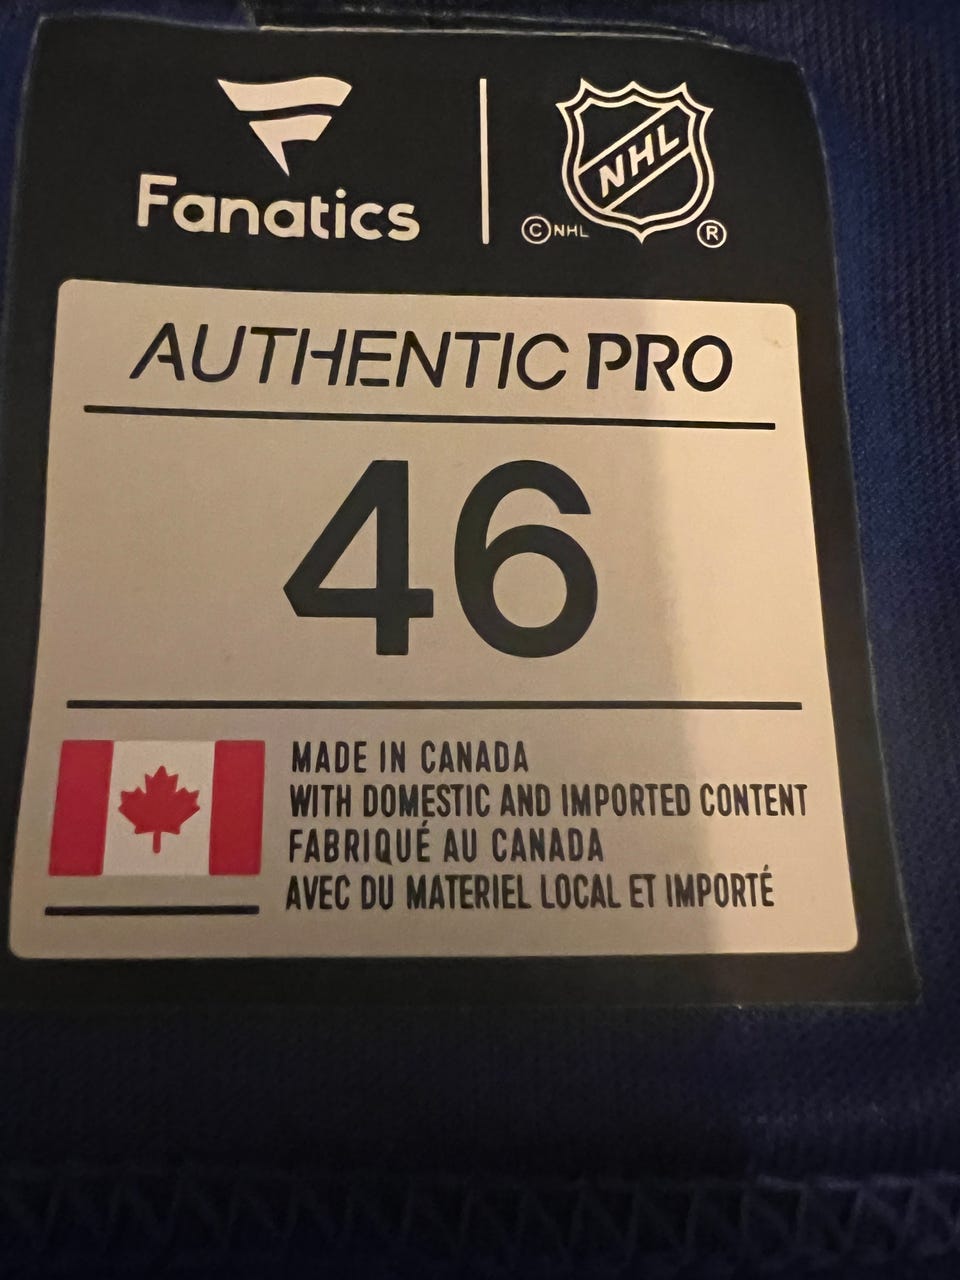 Fanatics
NHL
© NHL ®
AUTHENTIC PRO
46
MADE IN CANADA
WITH DOMESTIC AND IMPORTED CONTENT
FABRIQUÉ AU CANADA
AVEC DU MATERIEL LOCAL ET IMPORTÉ